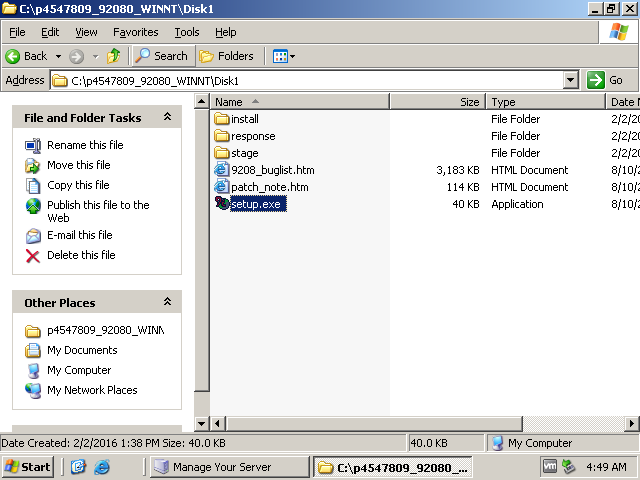 C:\p4547809_92080_WINNT\Disk1
File Edit View Favorites Tools Help
Back Search Folders
Address C:\p4547809_92080_WINNT\Disk1 Go
File and Folder Tasks
Rename this file
Move this file
Copy this file
Publish this file to the
Web
E-mail this file
Delete this file
Other Places
p4547809_92080_WINN
My Documents
My Computer
My Network Places
Name Size Type Date M
install File Folder 2/2/20
response File Folder 2/2/20
stage File Folder 2/2/20
9208_buglist.htm 3,183 KB HTML Document 8/10/
patch_note.htm 114 KB HTML Document 8/10/
setup.exe 40 KB Application 8/10/
Date Created: 2/2/2016 1:38 PM Size: 40.0 KB 40.0 KB My Computer
Start Manage Your Server C:\p4547809_92080_... vm 4:49 AM